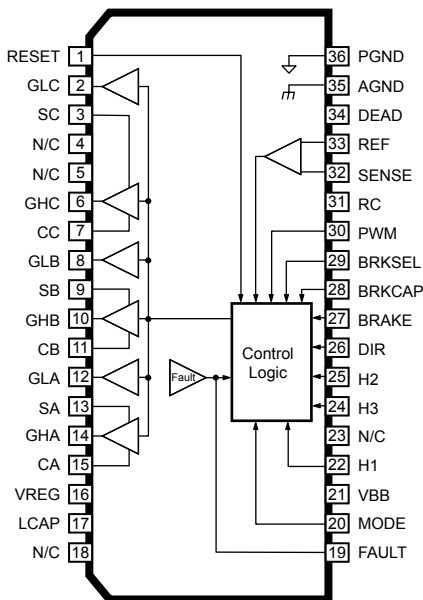 RESET 1
GLC 2
SC 3
N/C 4
N/C 5
GHC 6
CC 7
GLB 8
SB 9
GHB 10
CB 11
GLA 12
SA 13
GHA 14
CA 15
VREG 16
LCAP 17
N/C 18
Fault
Control
Logic
36 PGND
35 AGND
34 DEAD
33 REF
32 SENSE
31 RC
30 PWM
29 BRKSEL
28 BRKCAP
27 BRAKE
26 DIR
25 H2
24 H3
23 N/C
22 H1
21 VBB
20 MODE
19 FAULT